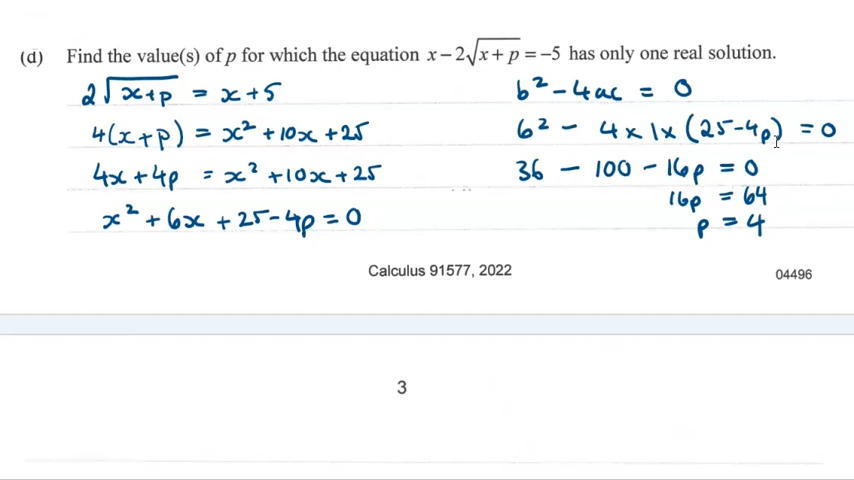 (d) Find the value(s) of p for which the equation x − 2√(x + p) = −5 has only one real solution.
2√(x+p) = x+5
4(x+p) = x² + 10x + 25
4x + 4p = x² + 10x + 25
x² + 6x + 25 - 4p = 0
b² - 4ac = 0
6² - 4 x 1 x (25-4p) = 0
36 - 100 - 16p = 0
16p = 64
p = 4
Calculus 91577, 2022
04496
3